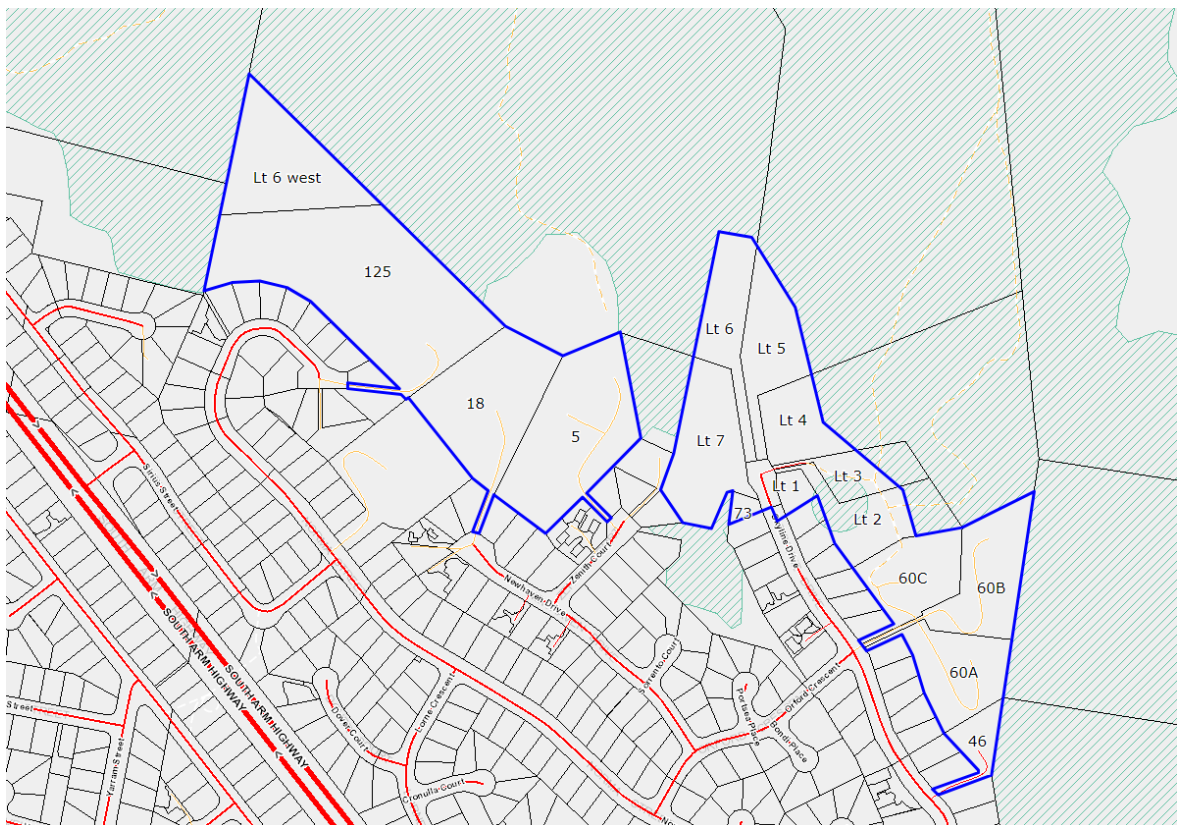 Lt 6 west
125
Lt 6
Lt 5
18
5
Lt 4
Lt 7
Lt 3
Lt 1
Lt 2
73
Skyline Drive
60C
60B
60A
46
Sirius Street
Newhaven Drive
Zenith Court
Sorrento Court
SOUTH ARM HIGHWAY
SOUTH ARM HIGHWAY
Lorne Crescent
Dover Court
Orford Crescent
Portsea Place
Bondi Place
Street
Yarram Street
Cronulla Court